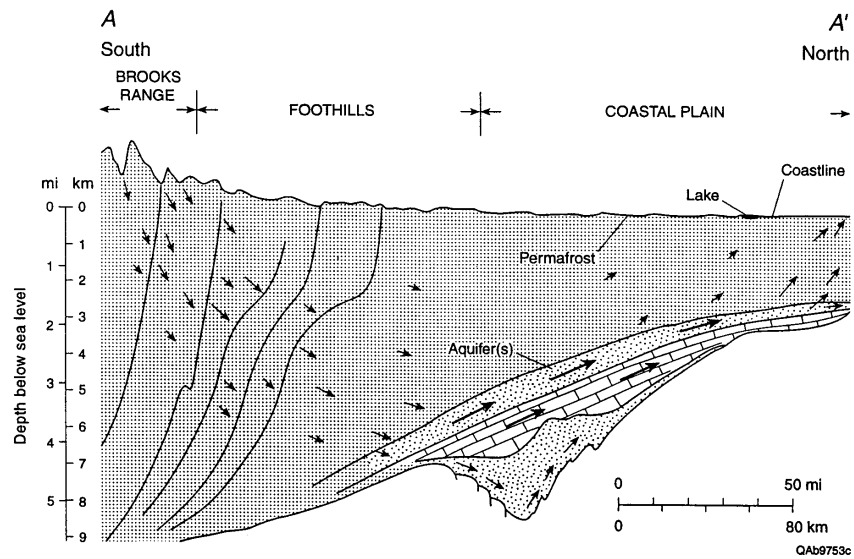 A
South
A'
North
BROOKS
RANGE
FOOTHILLS
COASTAL PLAIN
Coastline
Lake
mi km
0 0
1
1
2
2 3
4
3 5
6
4
7
5 8
9
Depth below sea level
Permafrost
Aquifer(s)
0 50 mi
0 80 km
QAb9753c